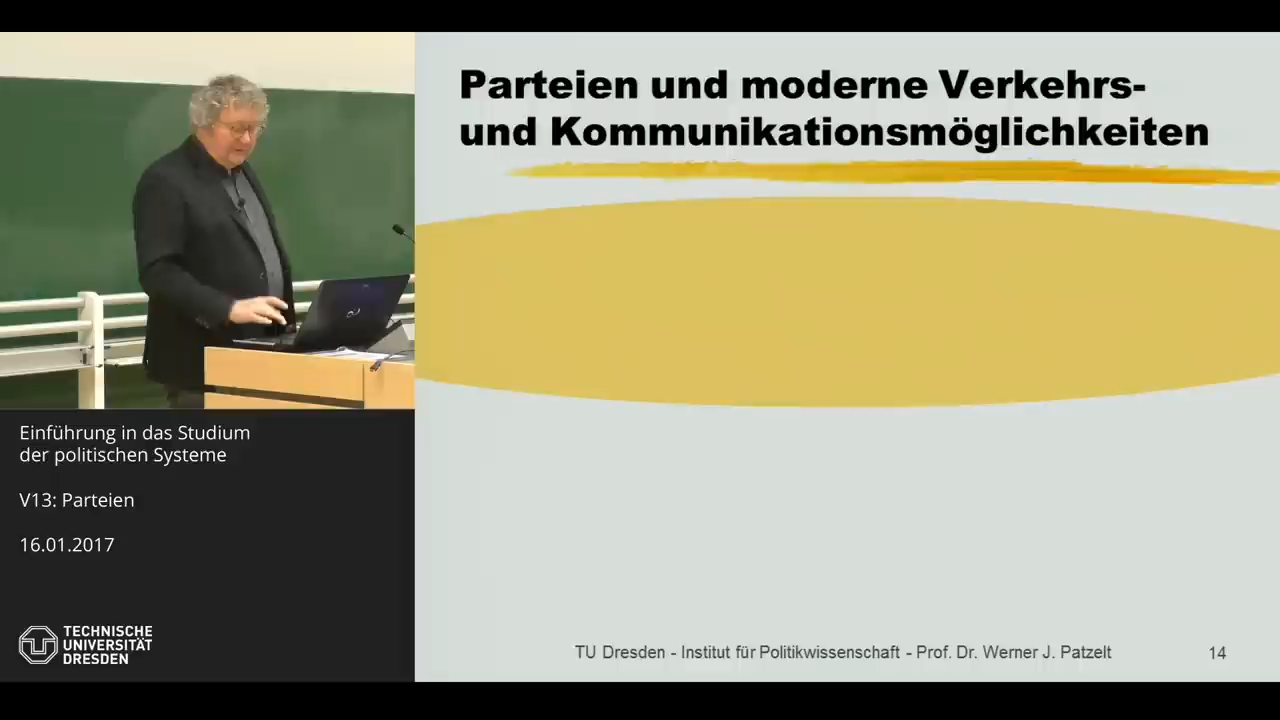 Parteien und moderne Verkehrs-
und Kommunikationsmöglichkeiten
Einführung in das Studium
der politischen Systeme
V13: Parteien
16.01.2017
TECHNISCHE
UNIVERSITÄT
DRESDEN
TU Dresden - Institut für Politikwissenschaft - Prof. Dr. Werner J. Patzelt
14